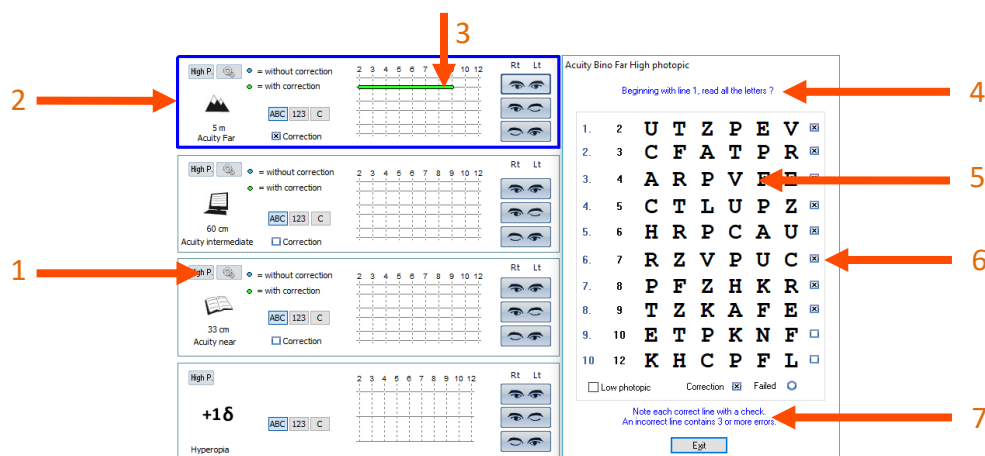 3
Rt Lt
High P.
= without correction
= with correction
2 3 4 5 6 7 8 9 10 12
ABC 123 C
5 m
Acuity Far
Correction
2
Rt Lt
High P.
= without correction
= with correction
2 3 4 5 6 7 8 9 10 12
ABC 123 C
60 cm
Acuity intermediate
Correction
Rt Lt
High P.
= without correction
= with correction
2 3 4 5 6 7 8 9 10 12
ABC 123 C
33 cm
Acuity near
Correction
1
Rt Lt
High P.
2 3 4 5 6 7 8 9 10 12
+1δ
ABC 123 C
Hyperopia
Acuity Bino Far High photopic
Beginning with line 1, read all the letters ?
4
1. 2 U T Z P E V
2. 3 C F A T P R
3. 4 A R P V E
5
4. 5 C T L U P Z
5. 6 H R P C A U
6. 7 R Z V P U C
6
7. 8 P F Z H K R
8. 9 T Z K A F E
9. 10 E T P K N F
10 12 K H C P F L
Low photopic Correction Failed
Note each correct line with a check.
An incorrect line contains 3 or more errors.
7
Exit